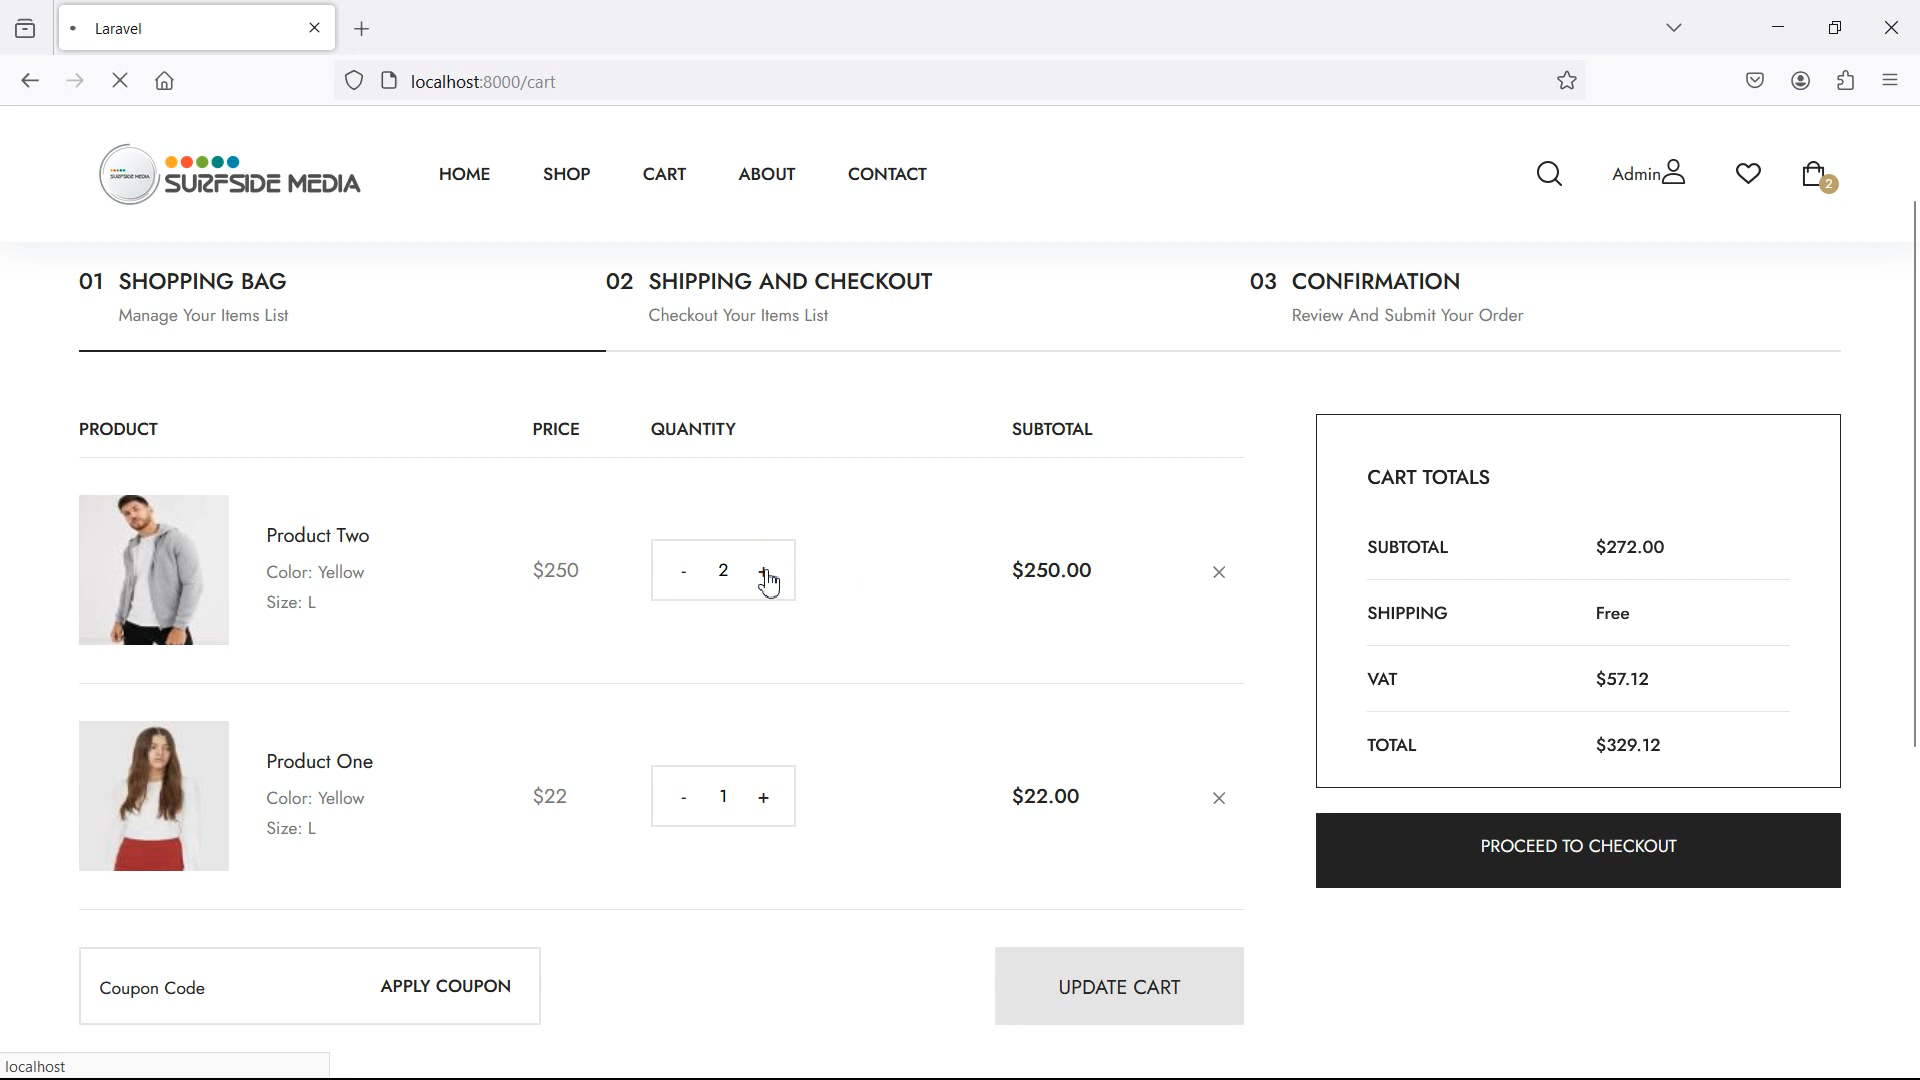 Laravel
localhost:8000/cart
SURFSIDE MEDIA SURFSIDE MEDIA
HOME SHOP CART ABOUT CONTACT Admin 2
01 SHOPPING BAG
Manage Your Items List
02 SHIPPING AND CHECKOUT
Checkout Your Items List
03 CONFIRMATION
Review And Submit Your Order
PRODUCT PRICE QUANTITY SUBTOTAL
Product Two
Color: Yellow
Size: L
$250 - 2 + $250.00
Product One
Color: Yellow
Size: L
$22 - 1 + $22.00
Coupon Code APPLY COUPON UPDATE CART
CART TOTALS
SUBTOTAL $272.00
SHIPPING Free
VAT $57.12
TOTAL $329.12
PROCEED TO CHECKOUT
localhost